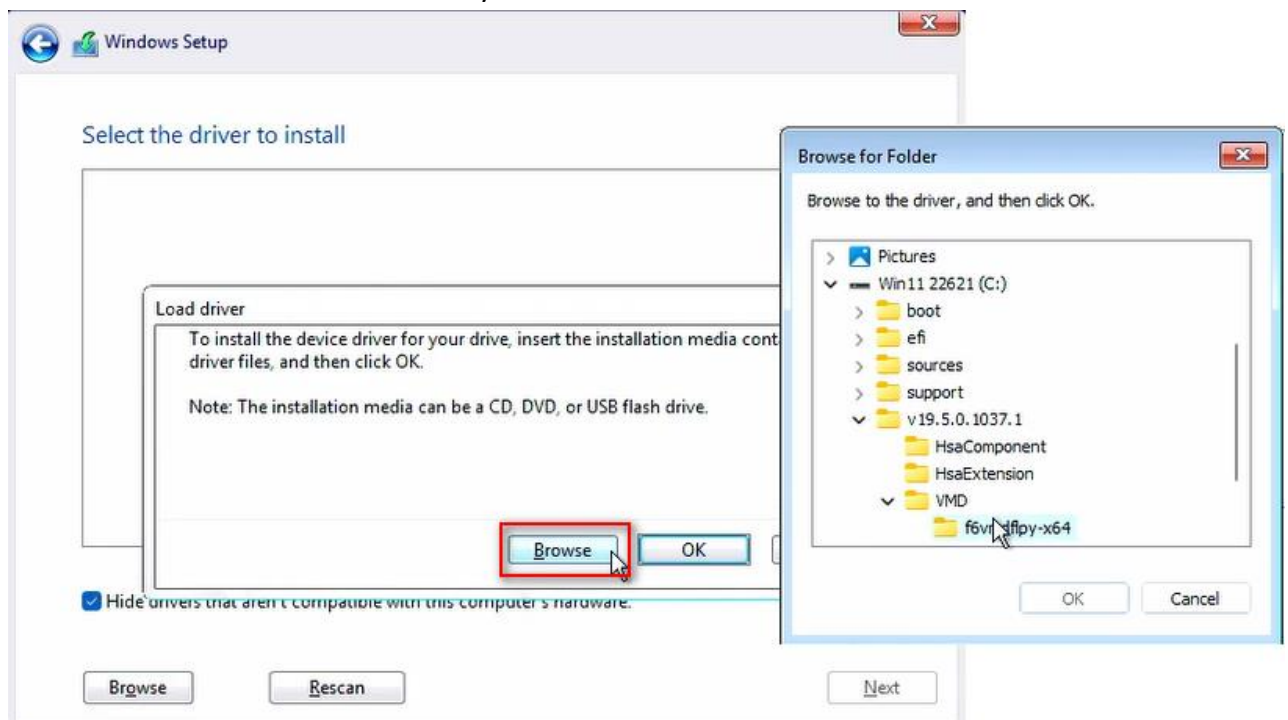 Windows Setup
Select the driver to install
Load driver
To install the device driver for your drive, insert the installation media
driver files, and then click OK.
Note: The installation media can be a CD, DVD, or USB flash drive.
Browse
OK
Hide drivers that aren't compatible with this computer's hardware.
Browse
Rescan
Next
Browse for Folder
Browse to the driver, and then click OK.
Pictures
Win11 22621 (C:)
boot
efi
sources
support
v19.5.0.1037.1
HsaComponent
HsaExtension
VMD
OK
Cancel